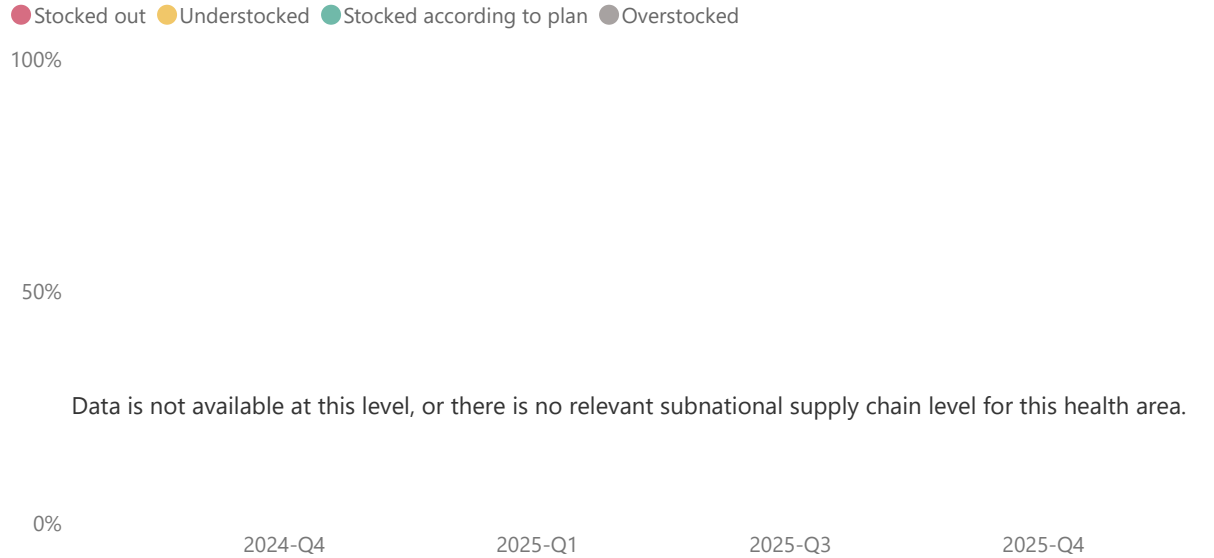 Stocked out Understocked Stocked according to plan Overstocked
100%
50%
Data is not available at this level, or there is no relevant subnational supply chain level for this health area.
0%
2024-Q4 2025-Q1 2025-Q3 2025-Q4